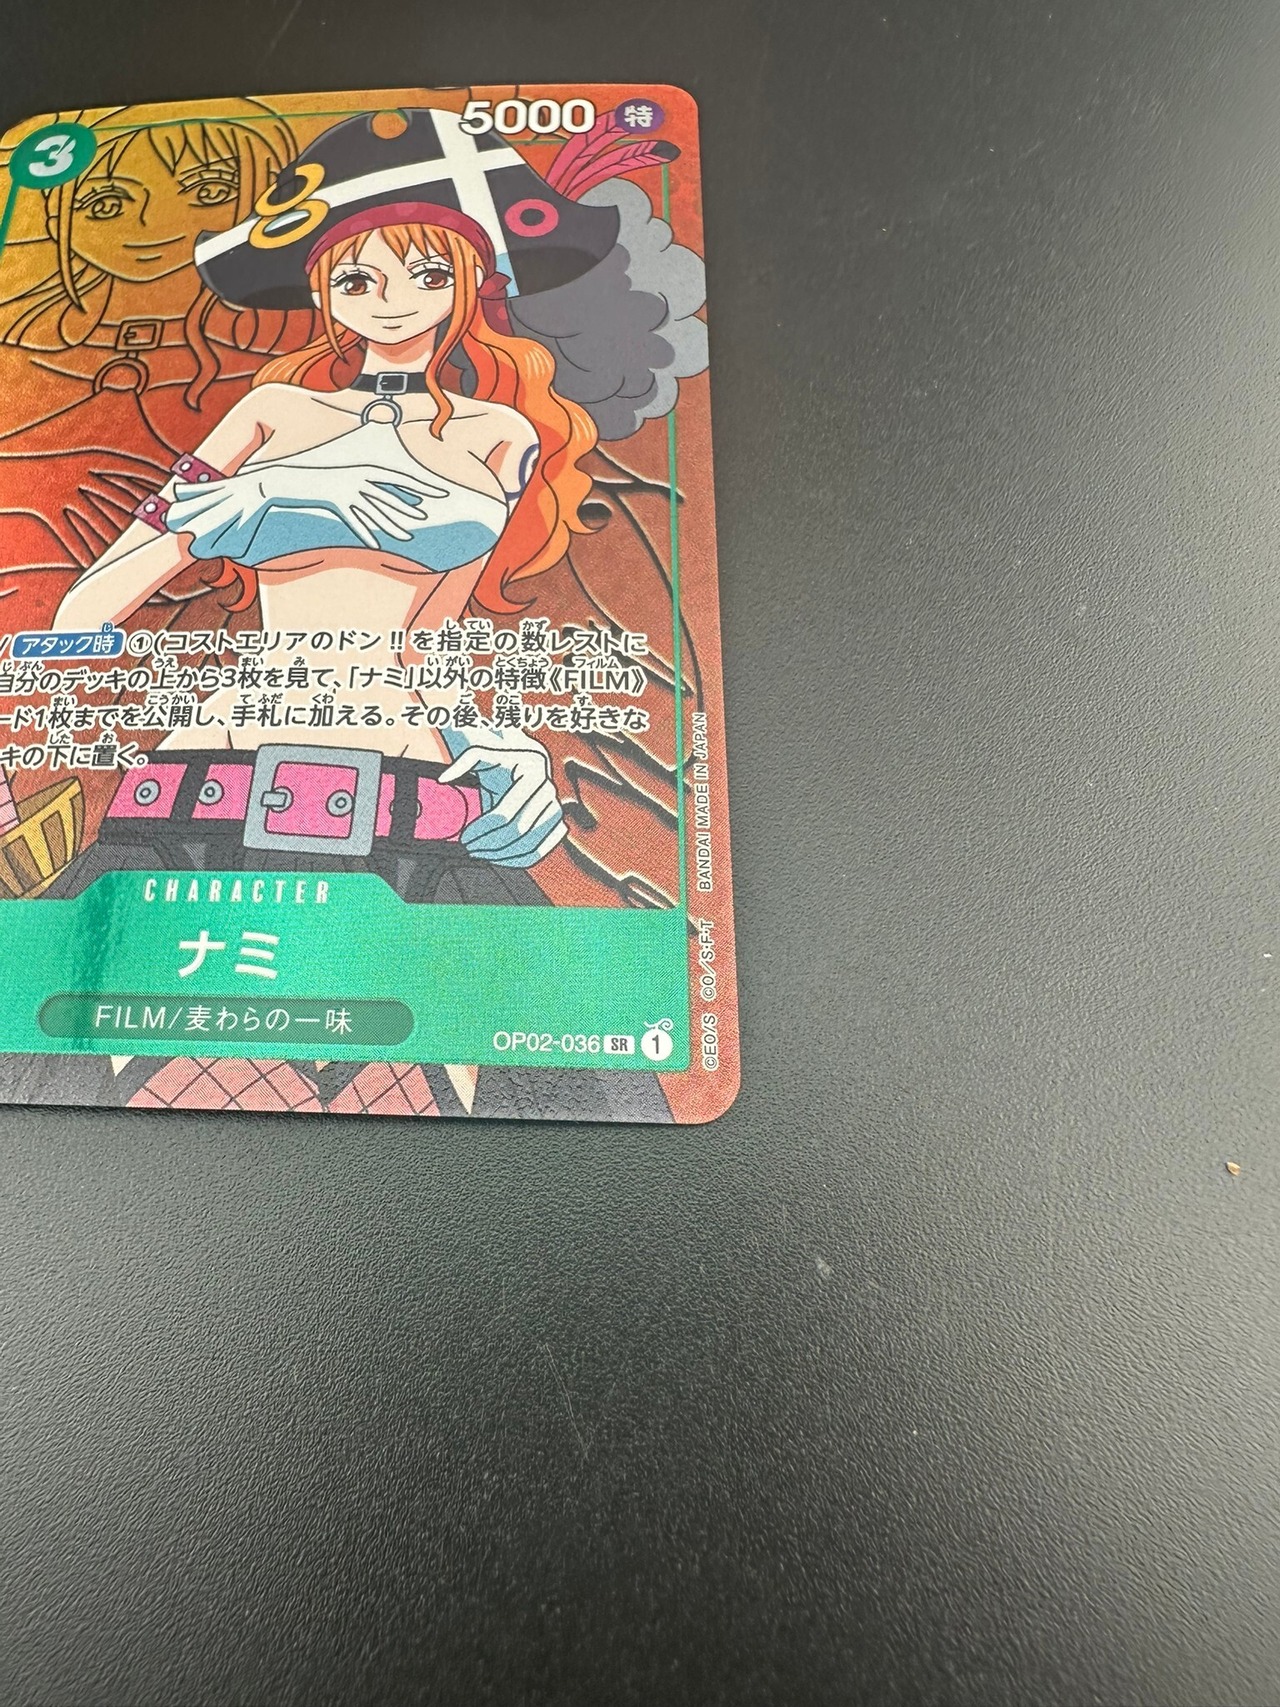 3
5000 特
/ アタック時 ①(コストエリアのドン!!を指定の数レストに
自分のデッキの上から3枚を見て、「ナミ」以外の特徴《FILM》
ード1枚までを公開し、手札に加える。その後、残りを好きな
キの下に置く。
CHARACTER
ナミ
FILM/麦わらの一味
OP02-036 SR 1
©EO/S ©O/S・F・T BANDAI MADE IN JAPAN